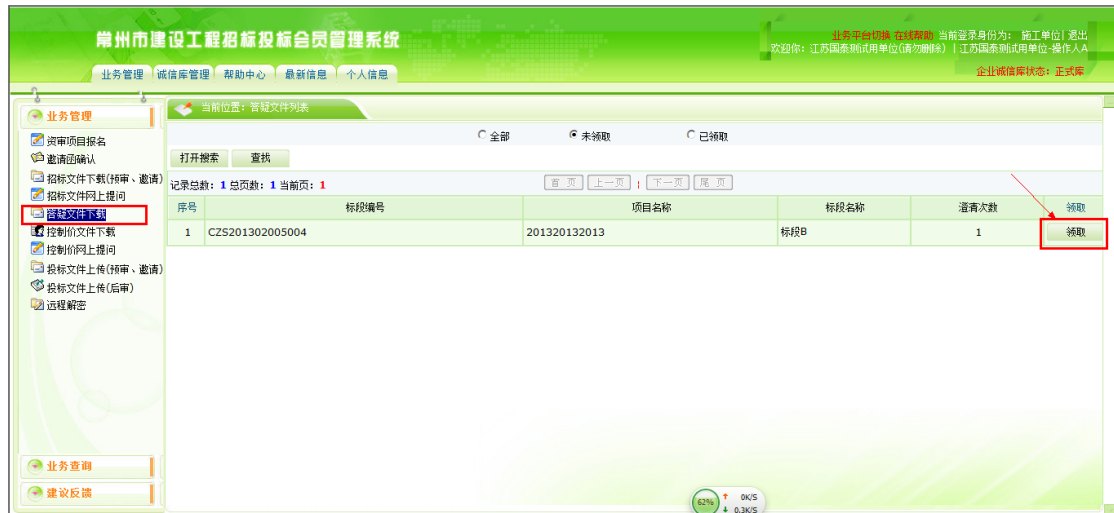 常州市建设工程招标投标会员管理系统
业务平台切换 在线帮助 当前登录身份为： 施工单位| 退出
欢迎你：江苏国泰测试用单位(请勿删除) | 江苏国泰测试用单位-操作人A
业务管理 诚信库管理 帮助中心 最新信息 个人信息
企业诚信库状态：正式库
业务管理
当前位置：答疑文件列表
资审项目报名
邀请函确认
招标文件下载(预审、邀请)
招标文件网上提问
答疑文件下载
控制价文件下载
控制价网上提问
投标文件上传(预审、邀请)
投标文件上传(后审)
远程解密
业务查询
建议反馈
全部 未领取 已领取
打开搜索 查找
记录总数：1 总页数：1 当前页：1 首 页 上一页 下一页 尾 页
序号 标段编号 项目名称 标段名称 澄清次数 领取
1 CZS201302005004 201320132013 标段B 1 领取
62% 0K/S
0.3K/S